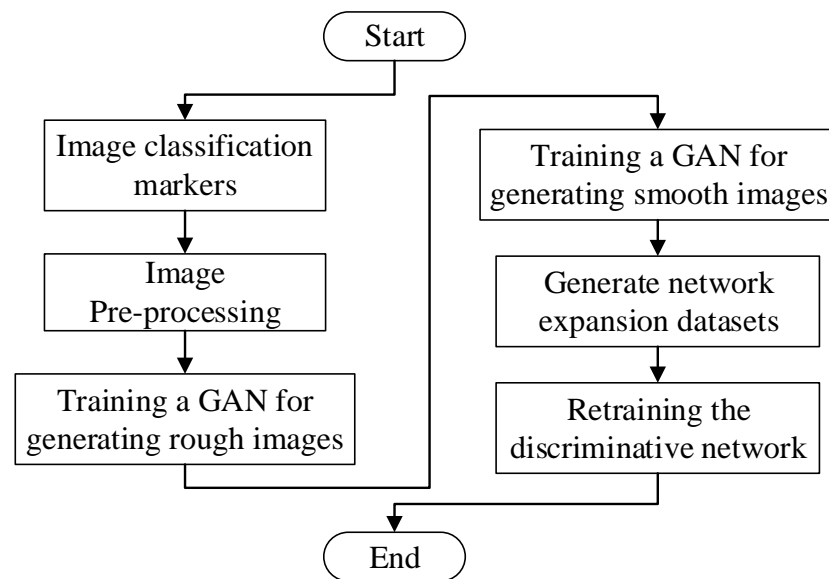 Start
Image classification
markers
Image
Pre-processing
Training a GAN for
generating rough images
Training a GAN for
generating smooth images
Generate network
expansion datasets
Retraining the
discriminative network
End